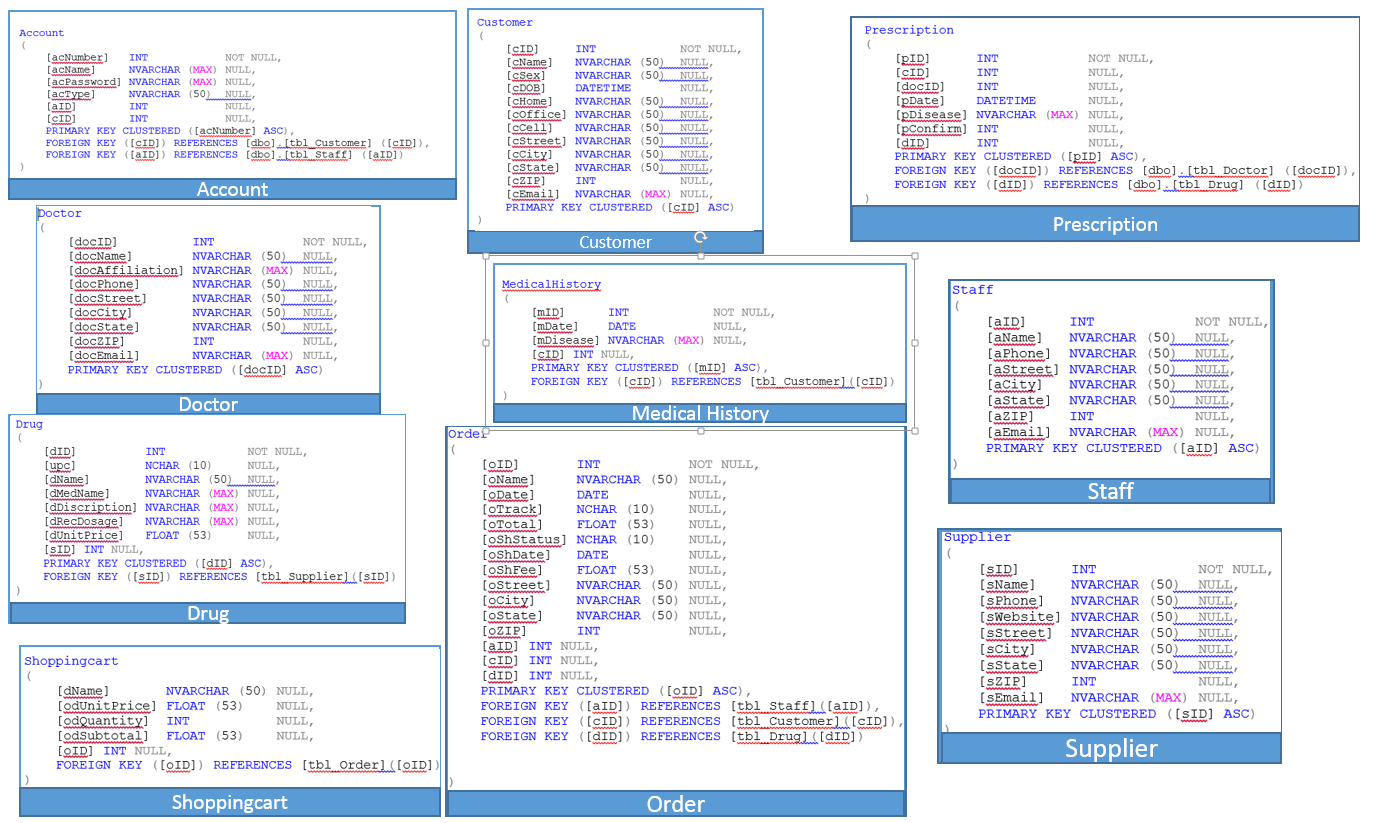 Account
(
[acNumber] INT NOT NULL,
[acName] NVARCHAR (MAX) NULL,
[acPassword] NVARCHAR (MAX) NULL,
[acType] NVARCHAR (50) NULL,
[aID] INT NULL,
[cID] INT NULL,
PRIMARY KEY CLUSTERED ([acNumber] ASC),
FOREIGN KEY ([cID]) REFERENCES [dbo].[tbl_Customer] ([cID]),
FOREIGN KEY ([aID]) REFERENCES [dbo].[tbl_Staff] ([aID])
)
Account
Customer
(
[cID] INT NOT NULL,
[cName] NVARCHAR (50) NULL,
[cSex] NVARCHAR (50) NULL,
[cDOB] DATETIME NULL,
[cHome] NVARCHAR (50) NULL,
[cOffice] NVARCHAR (50) NULL,
[cCell] NVARCHAR (50) NULL,
[cStreet] NVARCHAR (50) NULL,
[cCity] NVARCHAR (50) NULL,
[cState] NVARCHAR (50) NULL,
[cZIP] INT NULL,
[cEmail] NVARCHAR (MAX) NULL,
PRIMARY KEY CLUSTERED ([cID] ASC)
)
Customer
Prescription
(
[pID] INT NOT NULL,
[cID] INT NULL,
[docID] INT NULL,
[pDate] DATETIME NULL,
[pDisease] NVARCHAR (MAX) NULL,
[pConfirm] INT NULL,
[dID] INT NULL,
PRIMARY KEY CLUSTERED ([pID] ASC),
FOREIGN KEY ([docID]) REFERENCES [dbo].[tbl_Doctor] ([docID]),
FOREIGN KEY ([dID]) REFERENCES [dbo].[tbl_Drug] ([dID])
)
Prescription
Doctor
(
[docID] INT NOT NULL,
[docName] NVARCHAR (50) NULL,
[docAffiliation] NVARCHAR (MAX) NULL,
[docPhone] NVARCHAR (50) NULL,
[docStreet] NVARCHAR (50) NULL,
[docCity] NVARCHAR (50) NULL,
[docState] NVARCHAR (50) NULL,
[docZIP] INT NULL,
[docEmail] NVARCHAR (MAX) NULL,
PRIMARY KEY CLUSTERED ([docID] ASC)
)
Doctor
MedicalHistory
(
[mID] INT NOT NULL,
[mDate] DATE NULL,
[mDisease] NVARCHAR (MAX) NULL,
[cID] INT NULL,
PRIMARY KEY CLUSTERED ([mID] ASC),
FOREIGN KEY ([cID]) REFERENCES [tbl_Customer]([cID])
)
Medical History
Staff
(
[aID] INT NOT NULL,
[aName] NVARCHAR (50) NULL,
[aPhone] NVARCHAR (50) NULL,
[aStreet] NVARCHAR (50) NULL,
[aCity] NVARCHAR (50) NULL,
[aState] NVARCHAR (50) NULL,
[aZIP] INT NULL,
[aEmail] NVARCHAR (MAX) NULL,
PRIMARY KEY CLUSTERED ([aID] ASC)
)
Staff
Drug
(
[dID] INT NOT NULL,
[upc] NCHAR (10) NULL,
[dName] NVARCHAR (50) NULL,
[dMedName] NVARCHAR (MAX) NULL,
[dDiscription] NVARCHAR (MAX) NULL,
[dRecDosage] NVARCHAR (MAX) NULL,
[dUnitPrice] FLOAT (53) NULL,
[sID] INT NULL,
PRIMARY KEY CLUSTERED ([dID] ASC),
FOREIGN KEY ([sID]) REFERENCES [tbl_Supplier]([sID])
)
Drug
Order
(
[oID] INT NOT NULL,
[oName] NVARCHAR (50) NULL,
[oDate] DATE NULL,
[oTrack] NCHAR (10) NULL,
[oTotal] FLOAT (53) NULL,
[oShStatus] NCHAR (10) NULL,
[oShDate] DATE NULL,
[oShFee] FLOAT (53) NULL,
[oStreet] NVARCHAR (50) NULL,
[oCity] NVARCHAR (50) NULL,
[oState] NVARCHAR (50) NULL,
[oZIP] INT NULL,
[aID] INT NULL,
[cID] INT NULL,
[dID] INT NULL,
PRIMARY KEY CLUSTERED ([oID] ASC),
FOREIGN KEY ([aID]) REFERENCES [tbl_Staff]([aID]),
FOREIGN KEY ([cID]) REFERENCES [tbl_Customer]([cID]),
FOREIGN KEY ([dID]) REFERENCES [tbl_Drug]([dID])
)
Order
Supplier
(
[sID] INT NOT NULL,
[sName] NVARCHAR (50) NULL,
[sPhone] NVARCHAR (50) NULL,
[sWebsite] NVARCHAR (50) NULL,
[sStreet] NVARCHAR (50) NULL,
[sCity] NVARCHAR (50) NULL,
[sState] NVARCHAR (50) NULL,
[sZIP] INT NULL,
[sEmail] NVARCHAR (MAX) NULL,
PRIMARY KEY CLUSTERED ([sID] ASC)
)
Supplier
Shoppingcart
(
[dName] NVARCHAR (50) NULL,
[odUnitPrice] FLOAT (53) NULL,
[odQuantity] INT NULL,
[odSubtotal] FLOAT (53) NULL,
[oID] INT NULL,
FOREIGN KEY ([oID]) REFERENCES [tbl_Order]([oID])
)
Shoppingcart